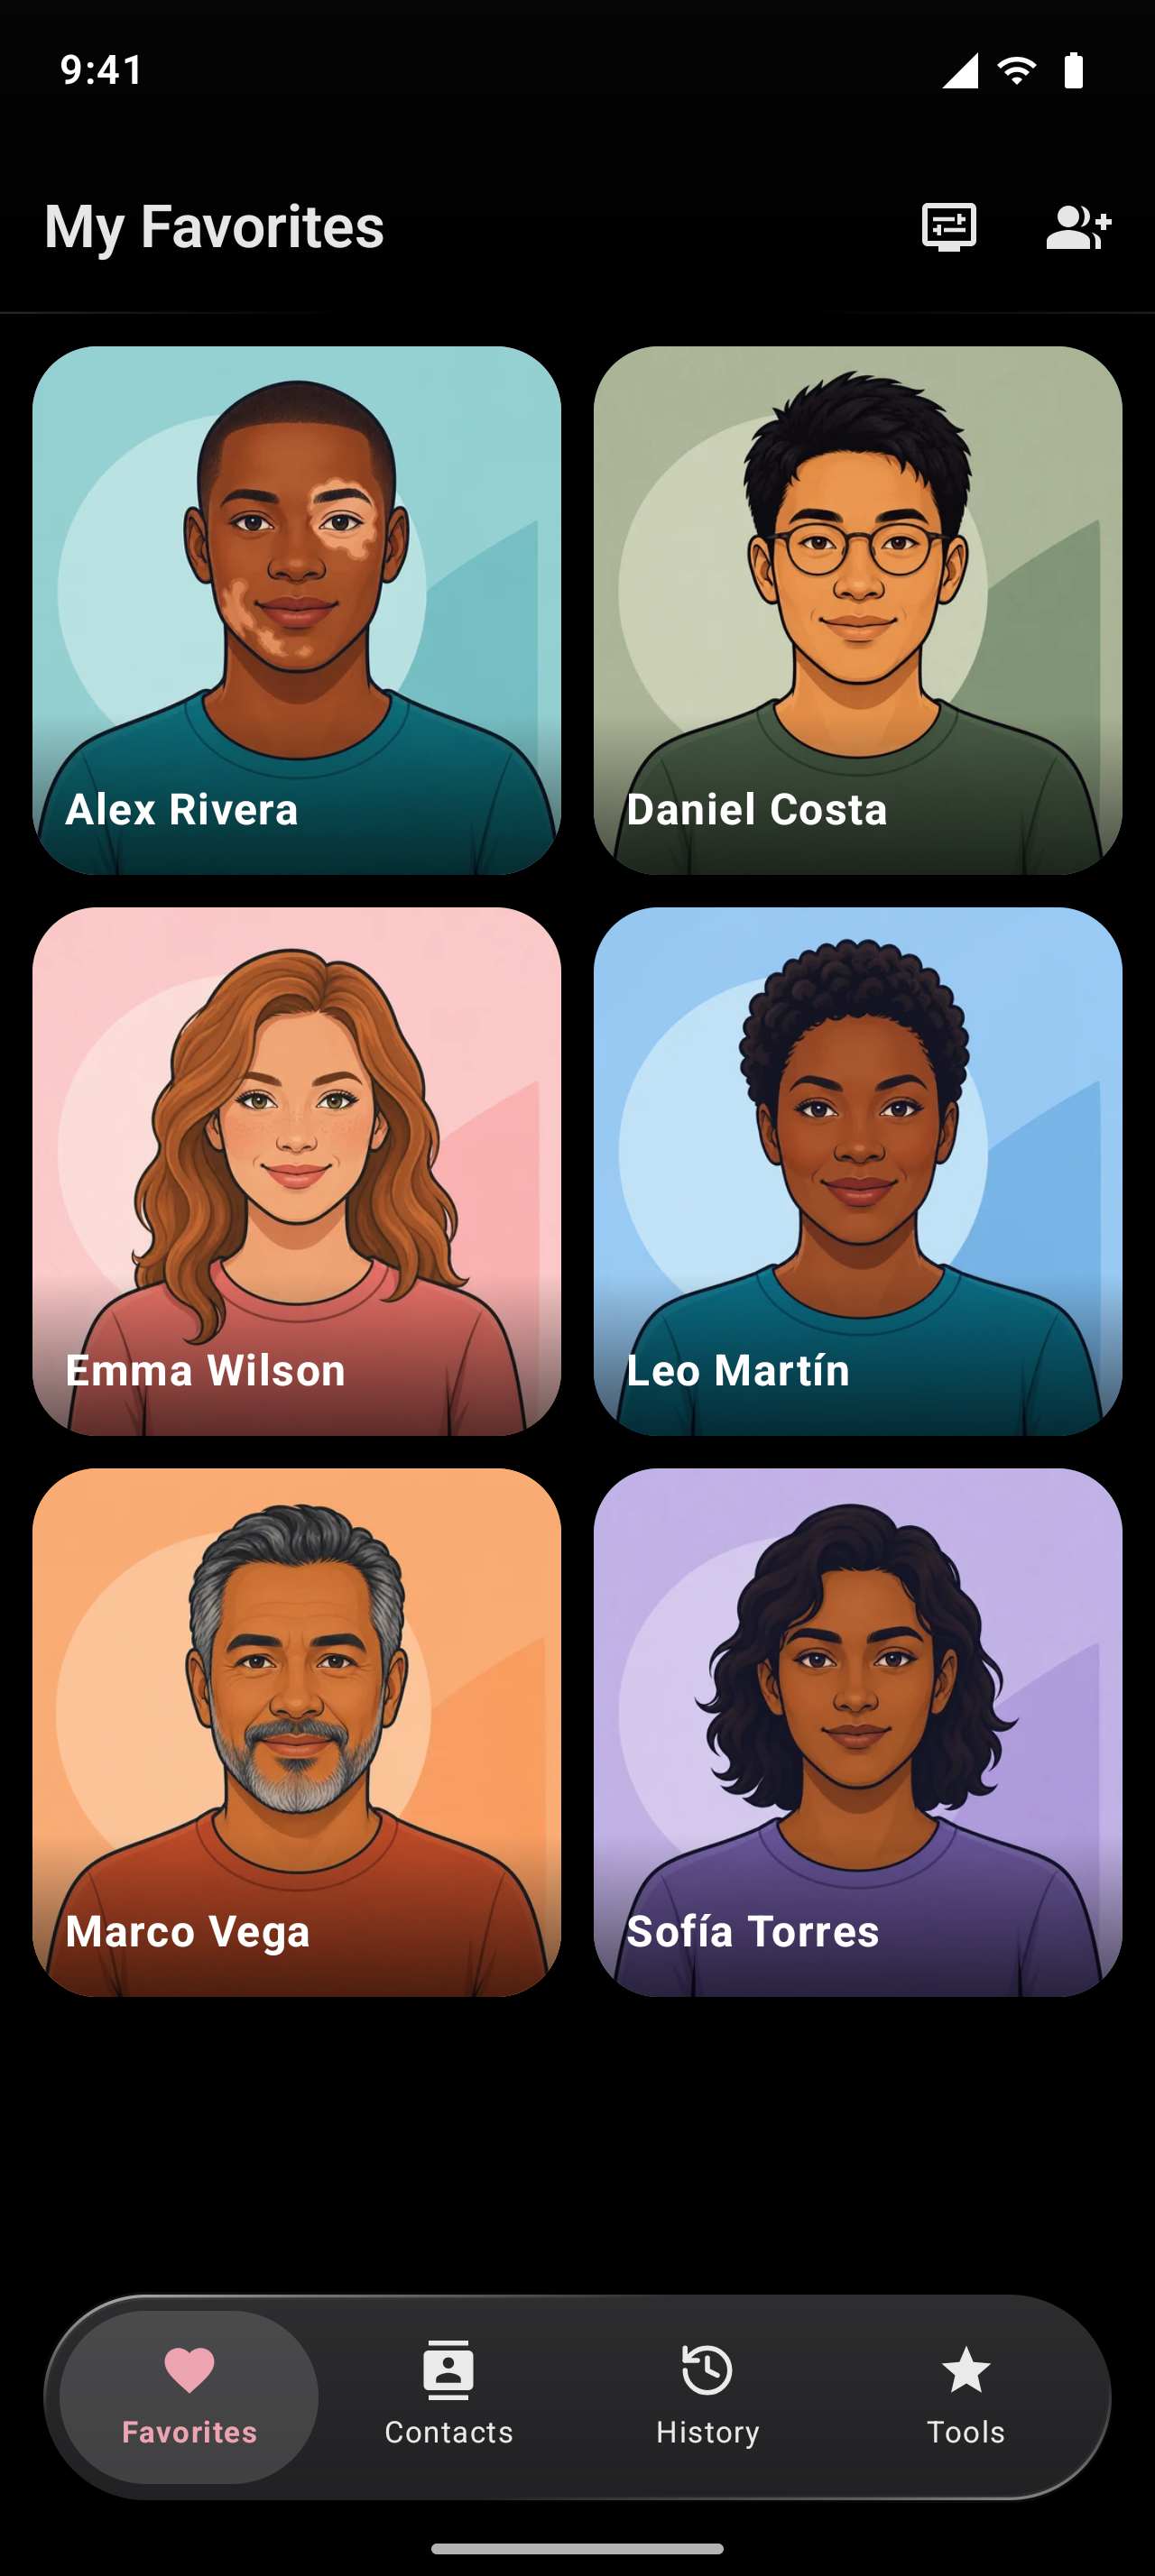 9:41
My Favorites
Alex Rivera
Daniel Costa
Emma Wilson
Leo Martín
Marco Vega
Sofía Torres
Favorites
Contacts
History
Tools